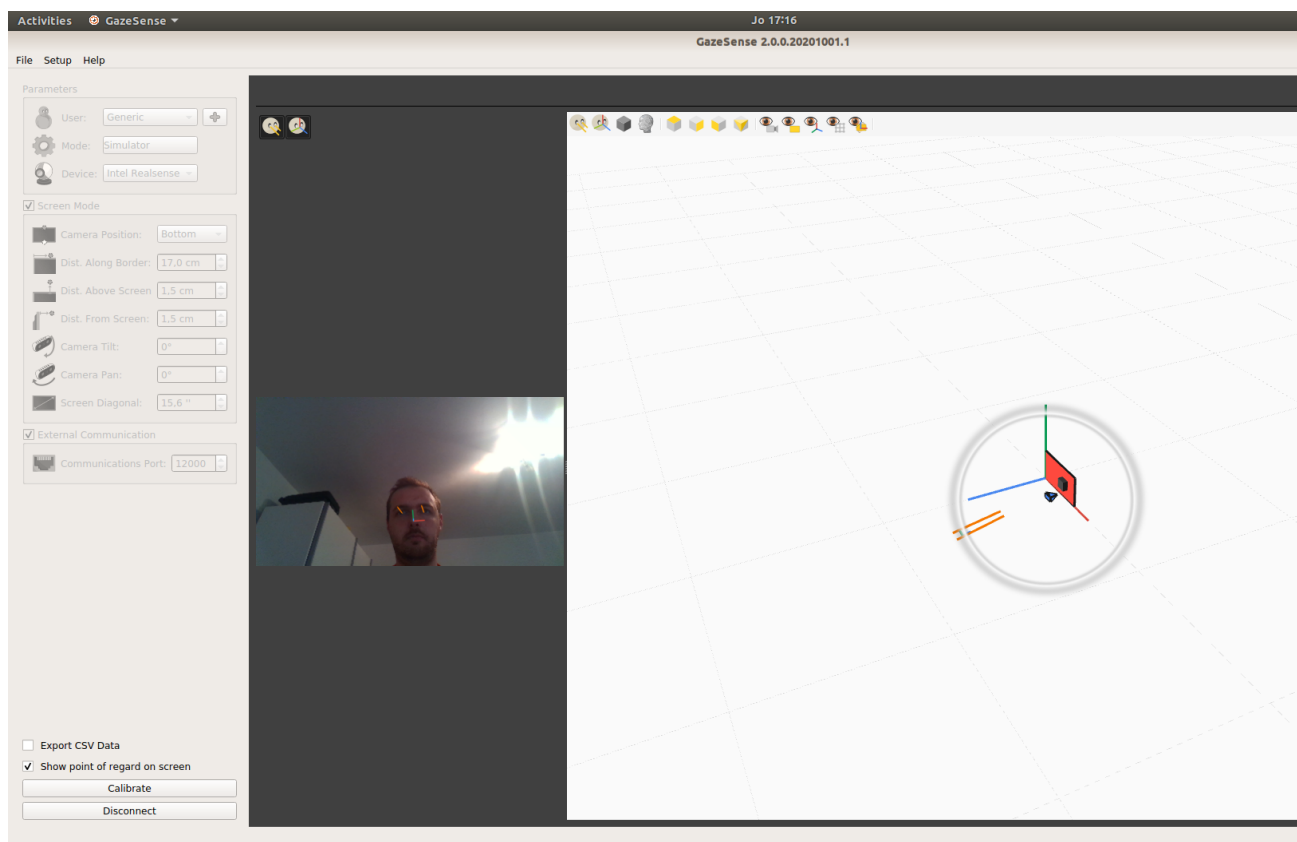 Activities GazeSense
Jo 17:16
GazeSense 2.0.0.20201001.1
File Setup Help
Parameters
User: Generic
Mode: Simulator
Device: Intel Realsense
Screen Mode
Camera Position: Bottom
Dist. Along Border: 17,0 cm
Dist. Above Screen 1,5 cm
Dist. From Screen: 1,5 cm
Camera Tilt: 0°
Camera Pan: 0°
Screen Diagonal: 15,6 "
External Communication
Communications Port: 12000
Export CSV Data
Show point of regard on screen
Calibrate
Disconnect